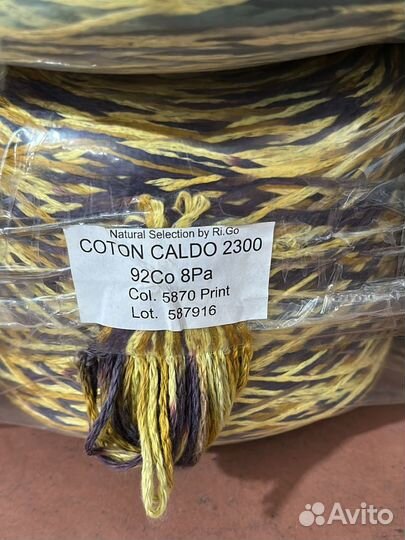 Natural Selection by Ri.Go
COTON CALDO 2300
92Co 8Pa
Col. 5870 Print
Lot. 587916
Avito